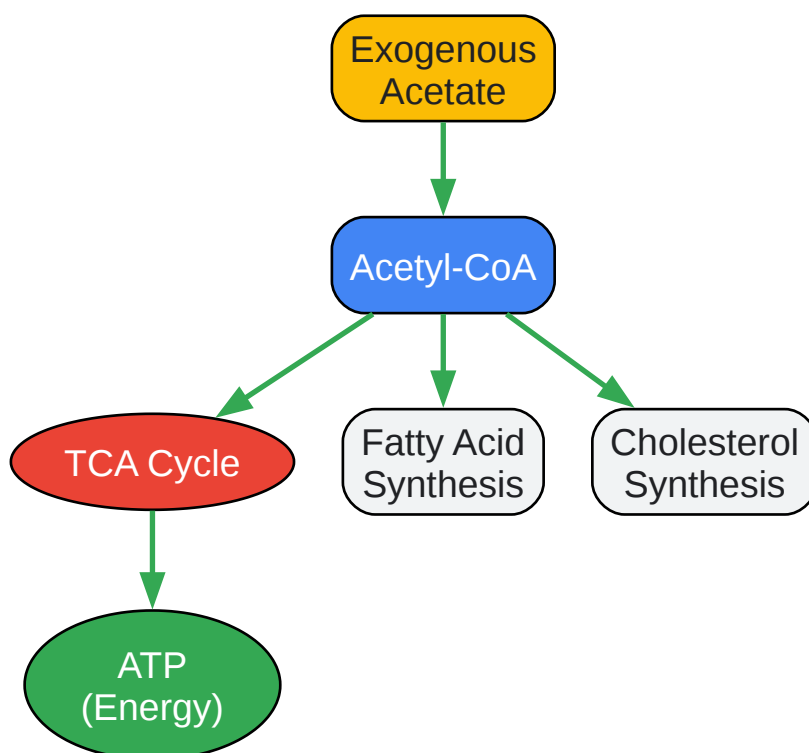 Exogenous
Acetate
Acetyl-CoA
TCA Cycle
Fatty Acid
Synthesis
Cholesterol
Synthesis
ATP
(Energy)